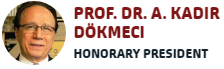 PROF. DR. A. KADIR
DÖKMECI
HONORARY PRESIDENT